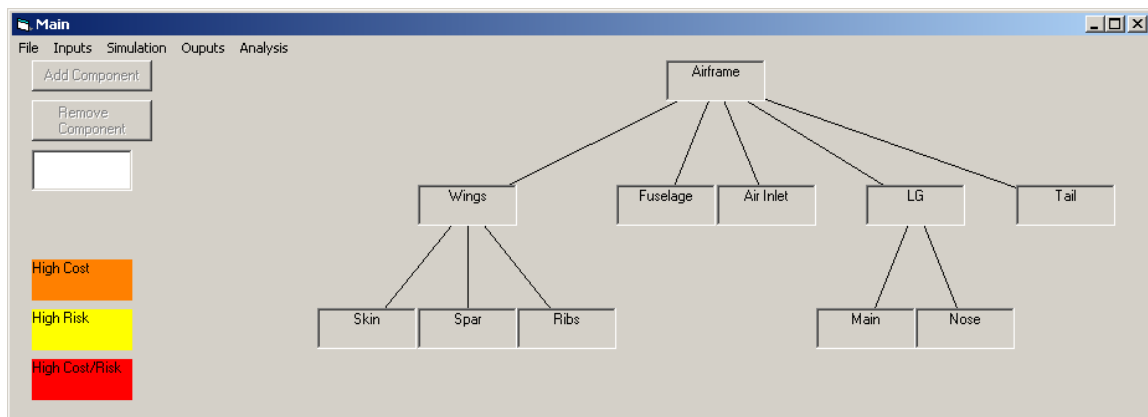 Main
File Inputs Simulation Ouputs Analysis
Add Component
Remove
Component
Airframe
Wings Fuselage Air Inlet LG Tail
Skin Spar Ribs Main Nose
High Cost
High Risk
High Cost/Risk